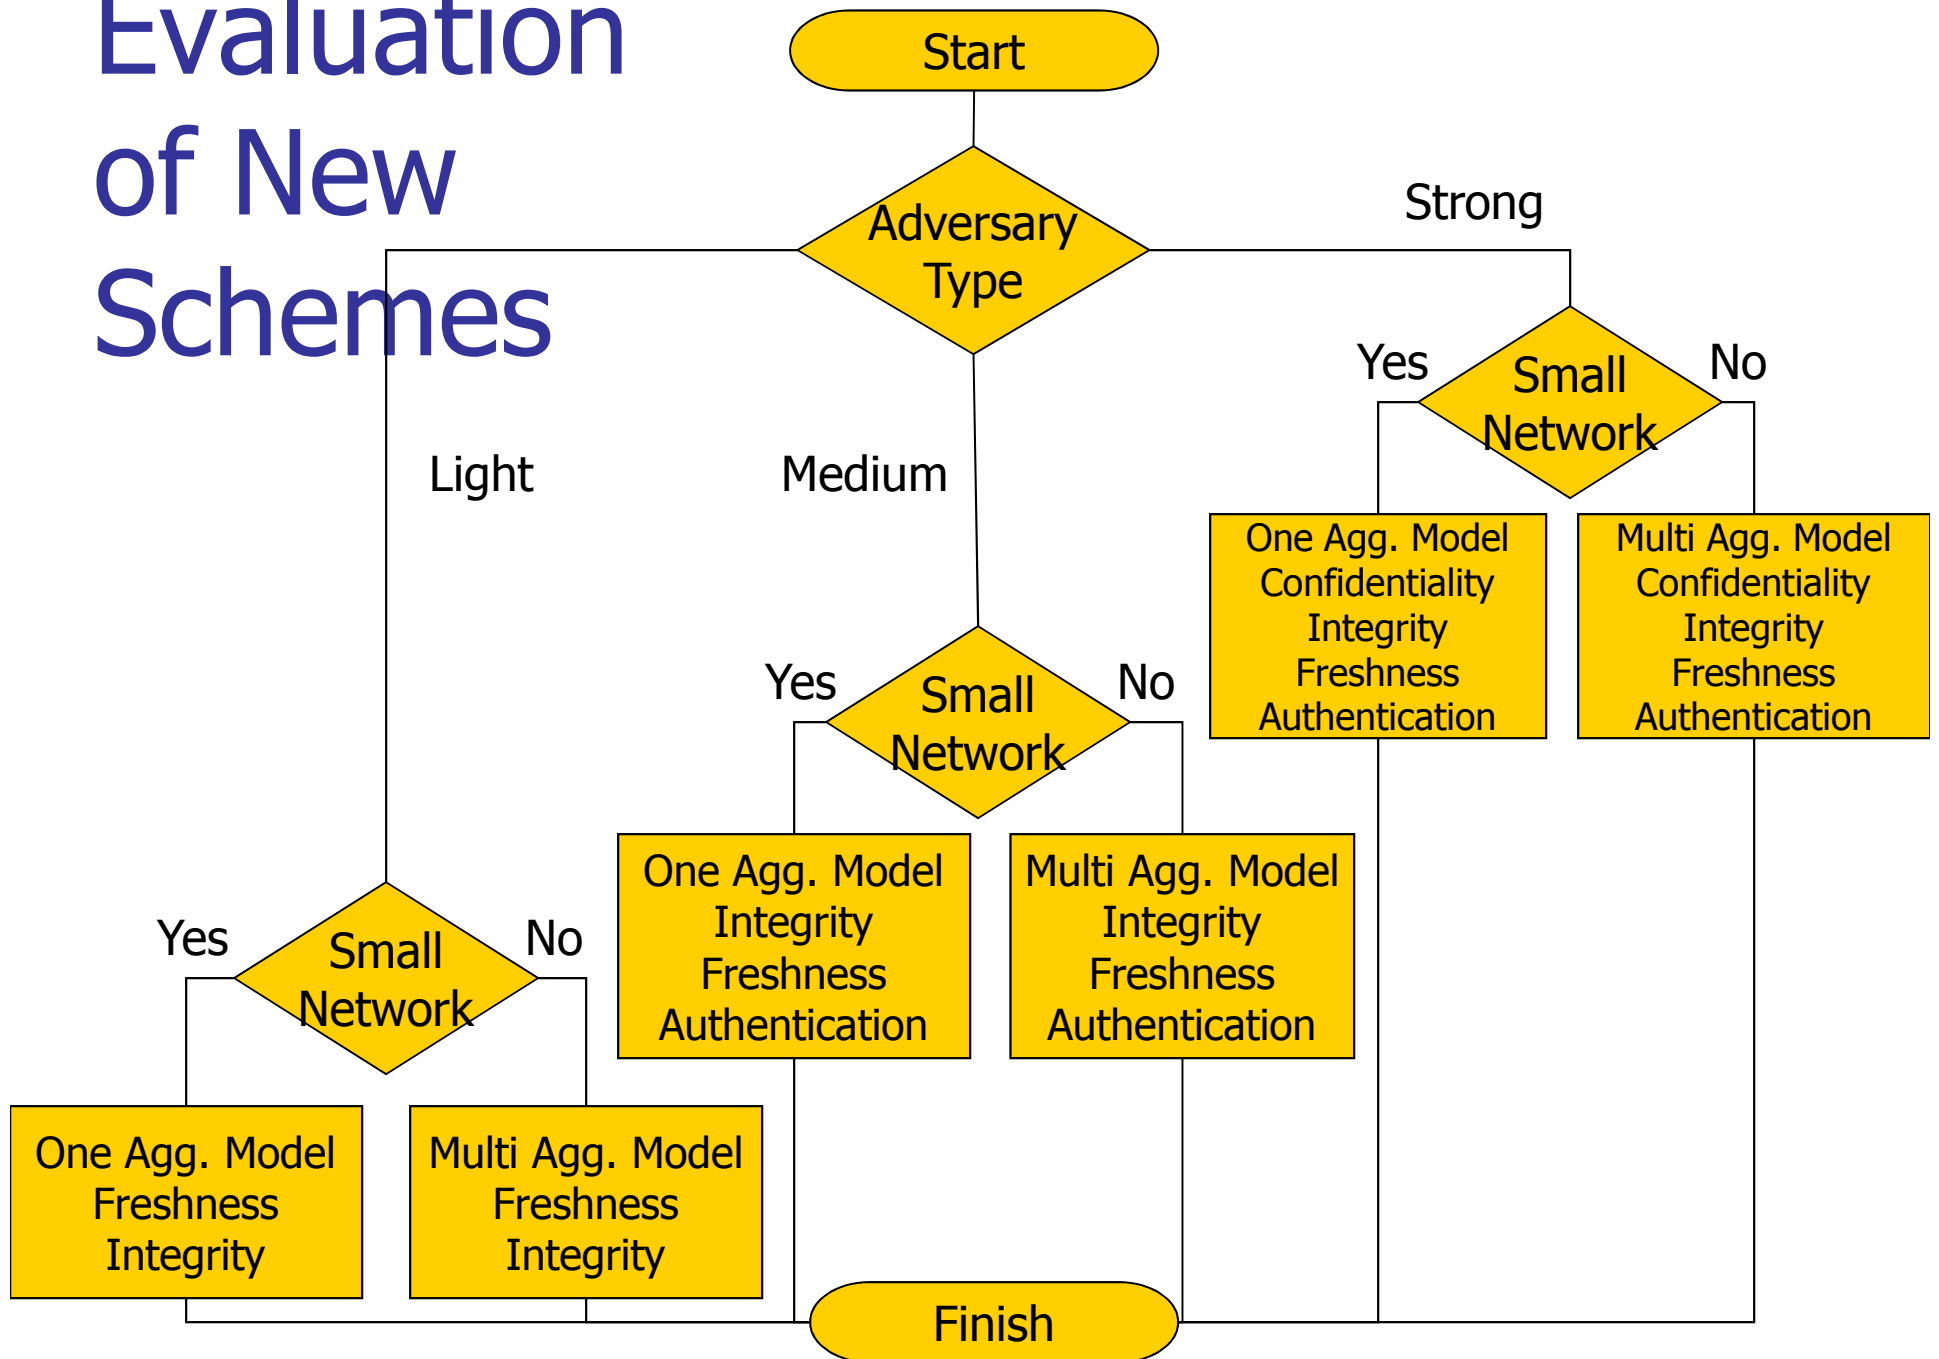 Evaluation
of New
Schemes
Start
Adversary
Type
Strong
Light
Medium
Yes
Small
Network
No
One Agg. Model
Confidentiality
Integrity
Freshness
Authentication
Multi Agg. Model
Confidentiality
Integrity
Freshness
Authentication
Yes
Small
Network
No
One Agg. Model
Integrity
Freshness
Authentication
Multi Agg. Model
Integrity
Freshness
Authentication
Yes
Small
Network
No
One Agg. Model
Freshness
Integrity
Multi Agg. Model
Freshness
Integrity
Finish